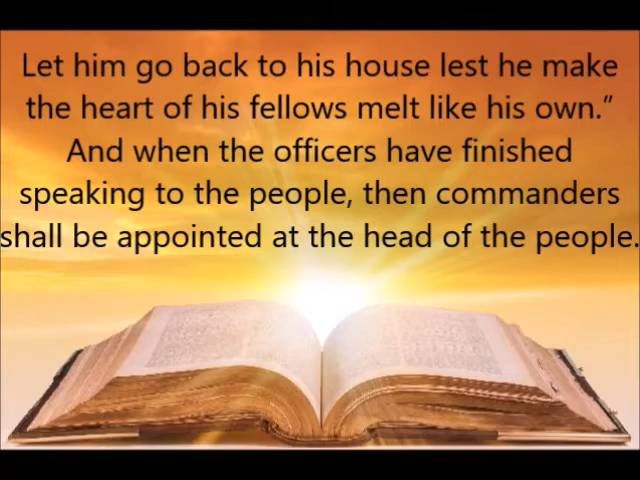 Let him go back to his house lest he make
the heart of his fellows melt like his own.”
And when the officers have finished
speaking to the people, then commanders
shall be appointed at the head of the people.